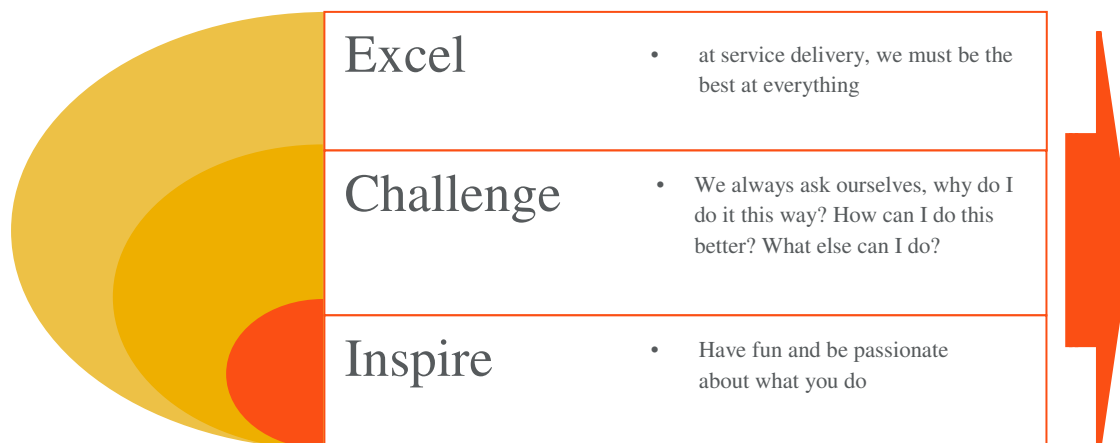 Excel
• at service delivery, we must be the
best at everything
Challenge
• We always ask ourselves, why do I
do it this way? How can I do this
better? What else can I do?
Inspire
• Have fun and be passionate
about what you do